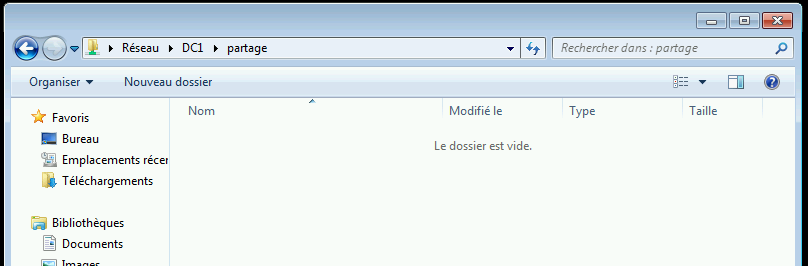 Réseau DC1 partage Rechercher dans : partage
Organiser Nouveau dossier
Nom Modifié le Type Taille
Le dossier est vide.
Favoris
Bureau
Emplacements récer
Téléchargements
Bibliothèques
Documents
Images